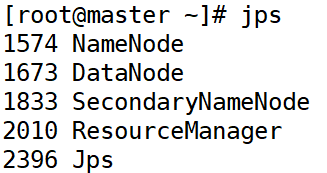 [root@master ~]# jps
1574 NameNode
1673 DataNode
1833 SecondaryNameNode
2010 ResourceManager
2396 Jps